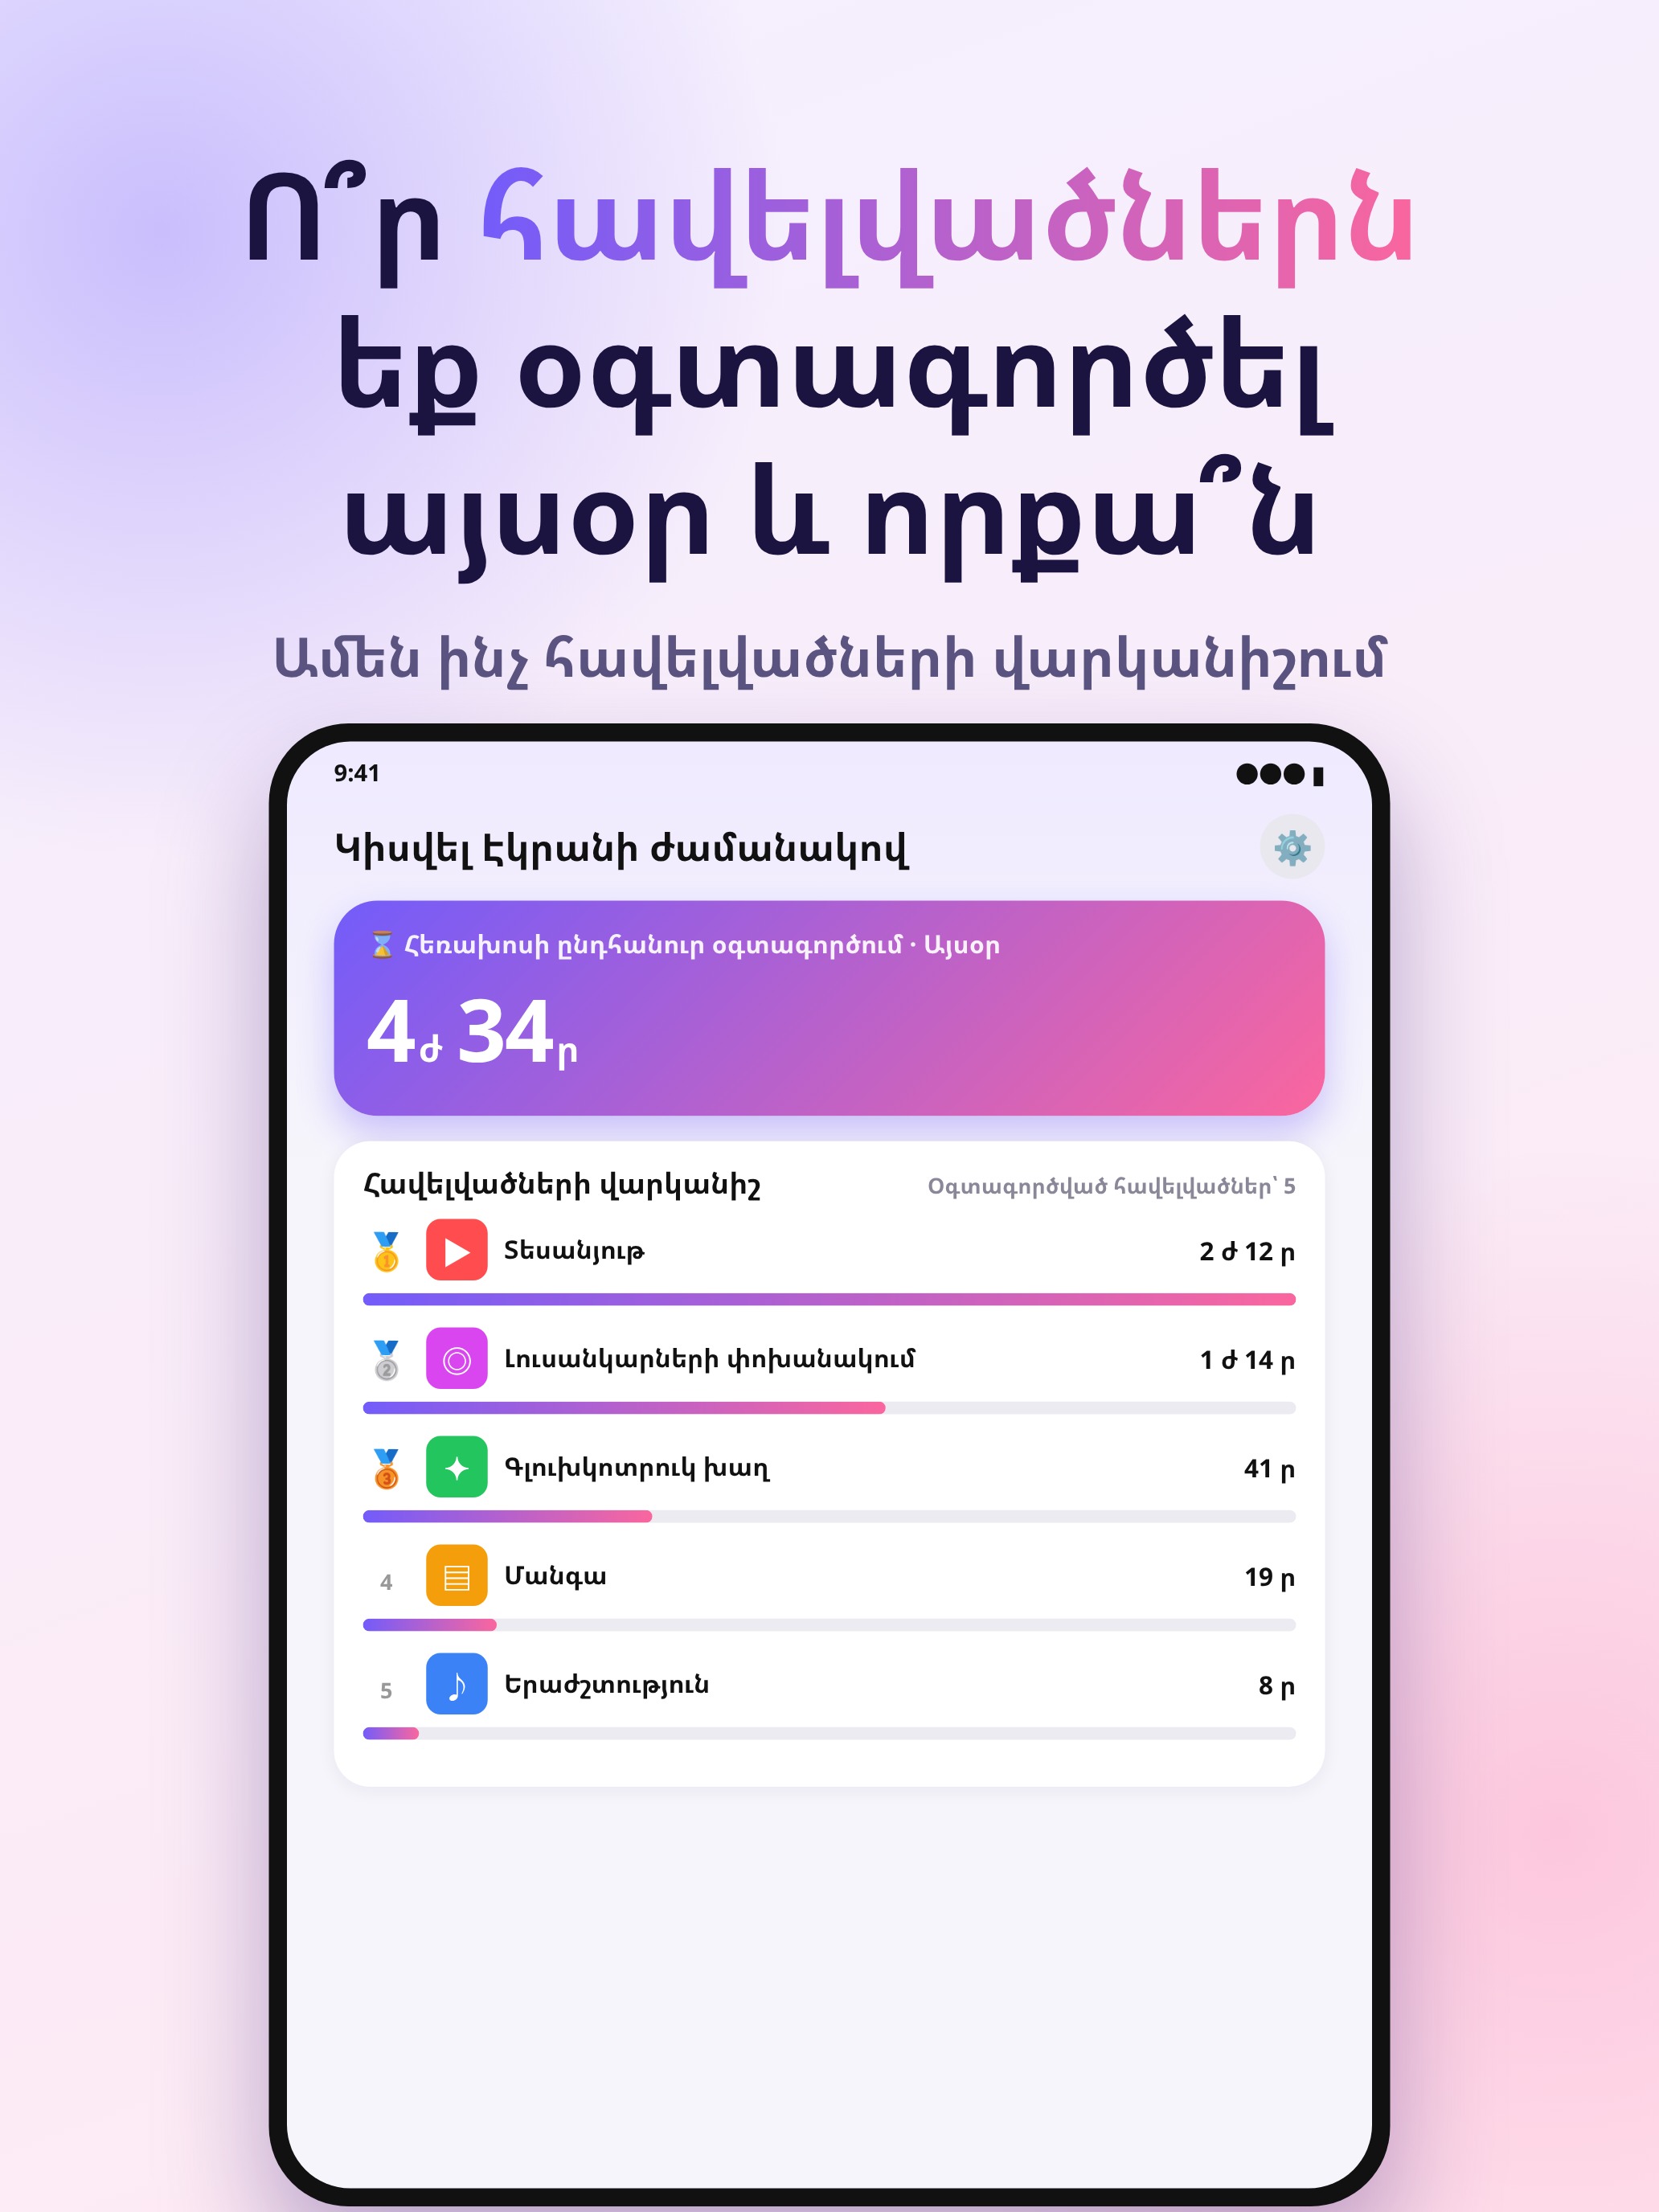 Ո՞ր հավելվածներն
եք օգտագործել
այսօր և որքա՞ն
Ամեն ինչ հավելվածների վարկանիշում
9:41
Կիսվել Էկրանի ժամանակով
⌛ Հեռախոսի ընդհանուր օգտագործում · Այսօր
4ժ 34ր
Հավելվածների վարկանիշ
Օգտագործված հավելվածներ՝ 5
Տեսանյութ
2 ժ 12 ր
Լուսանկարների փոխանակում
1 ժ 14 ր
Գլուխկոտրուկ խաղ
41 ր
4
Մանգա
19 ր
5
Երաժշտություն
8 ր